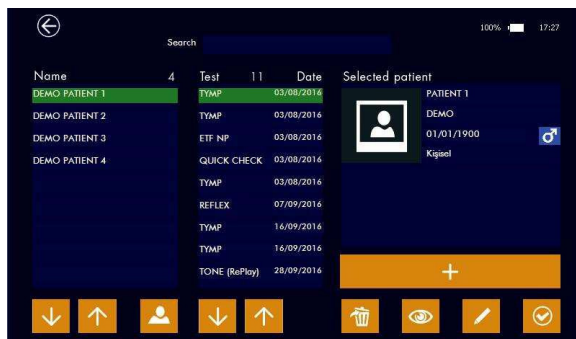 100% 17:27
Search
Name 4 Test 11 Date Selected patient
DEMO PATIENT 1 TYMP 03/08/2016 PATIENT 1
DEMO PATIENT 2 TYMP 03/08/2016 DEMO
DEMO PATIENT 3 ETF NP 03/08/2016 01/01/1900
DEMO PATIENT 4 QUICK CHECK 03/08/2016 Kişisel
TYMP 03/08/2016
REFLEX 07/09/2016
TYMP 16/09/2016
TYMP 16/09/2016
TONE (RePlay) 28/09/2016